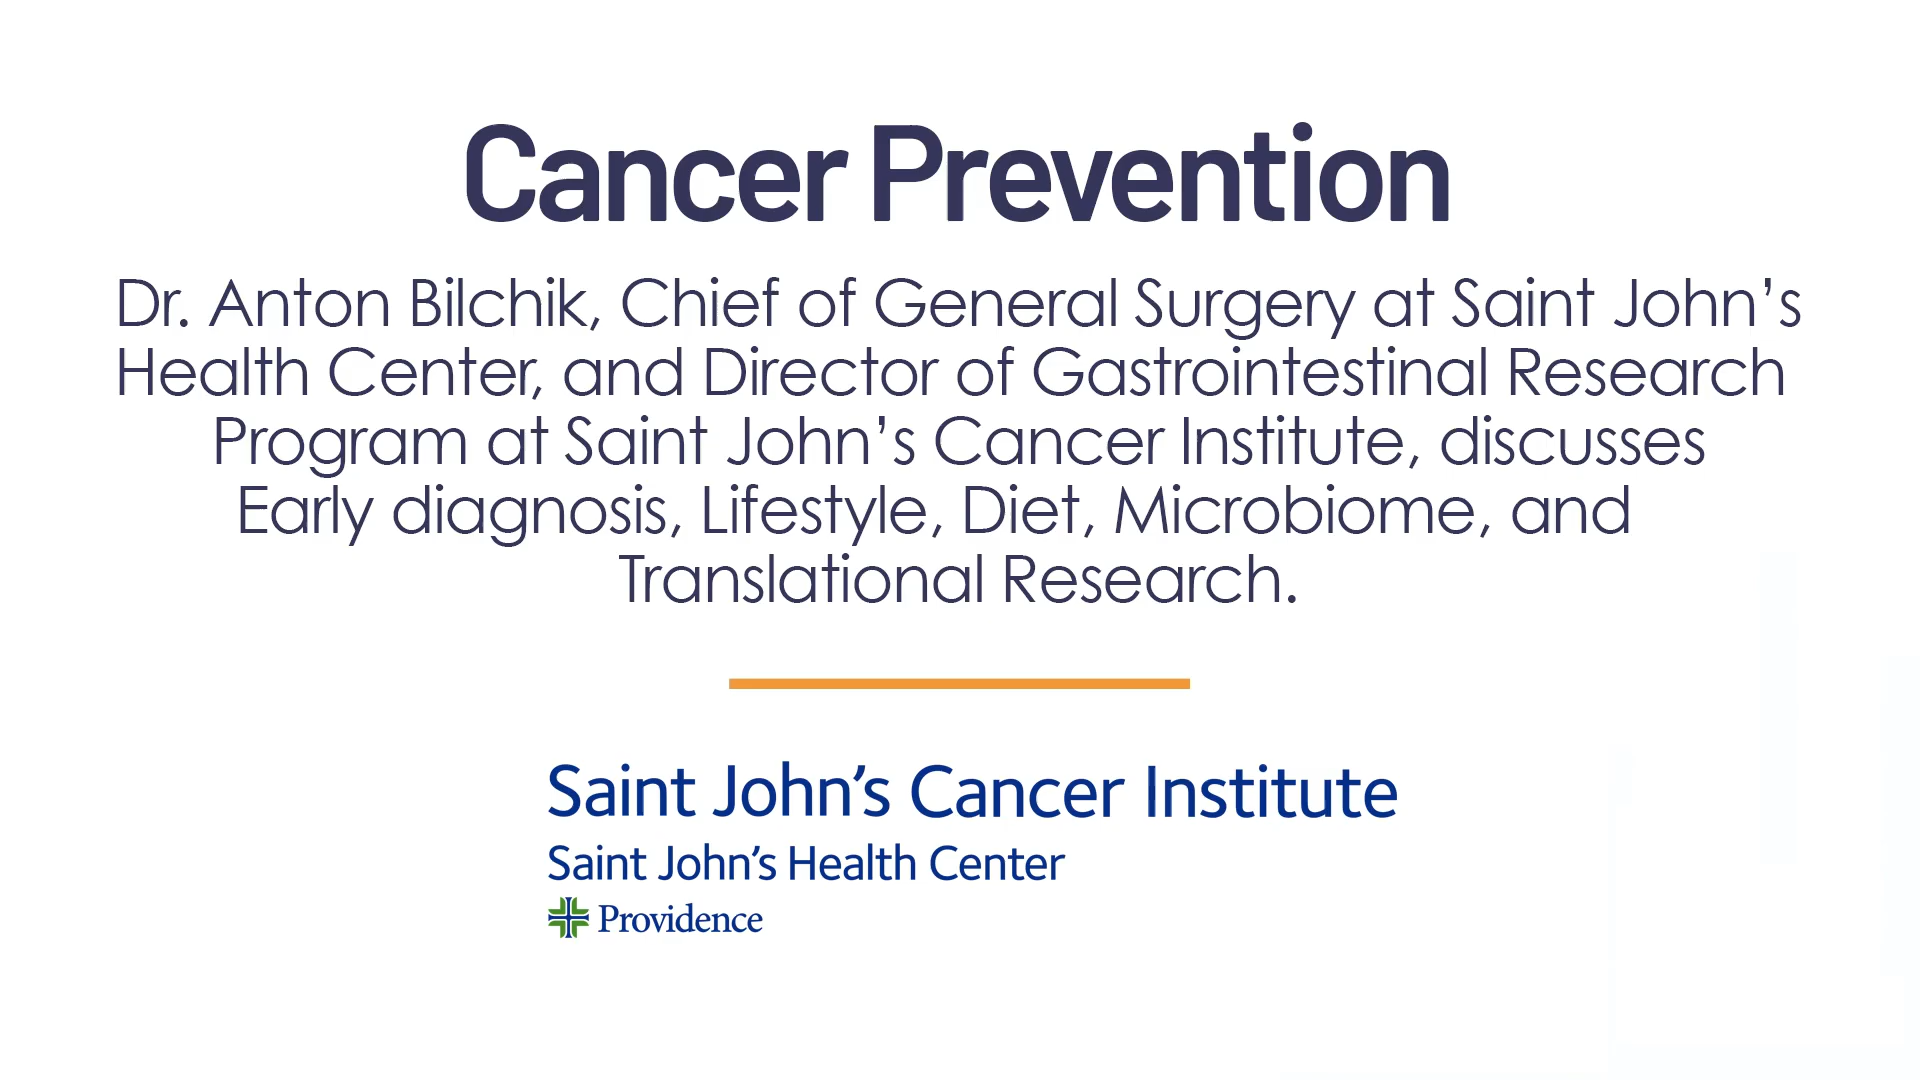 Cancer Prevention
Dr. Anton Bilchik, Chief of General Surgery at Saint John’s
Health Center, and Director of Gastrointestinal Research
Program at Saint John’s Cancer Institute, discusses
Early diagnosis, Lifestyle, Diet, Microbiome, and
Translational Research.
Saint John’s Cancer Institute
Saint John’s Health Center
Providence